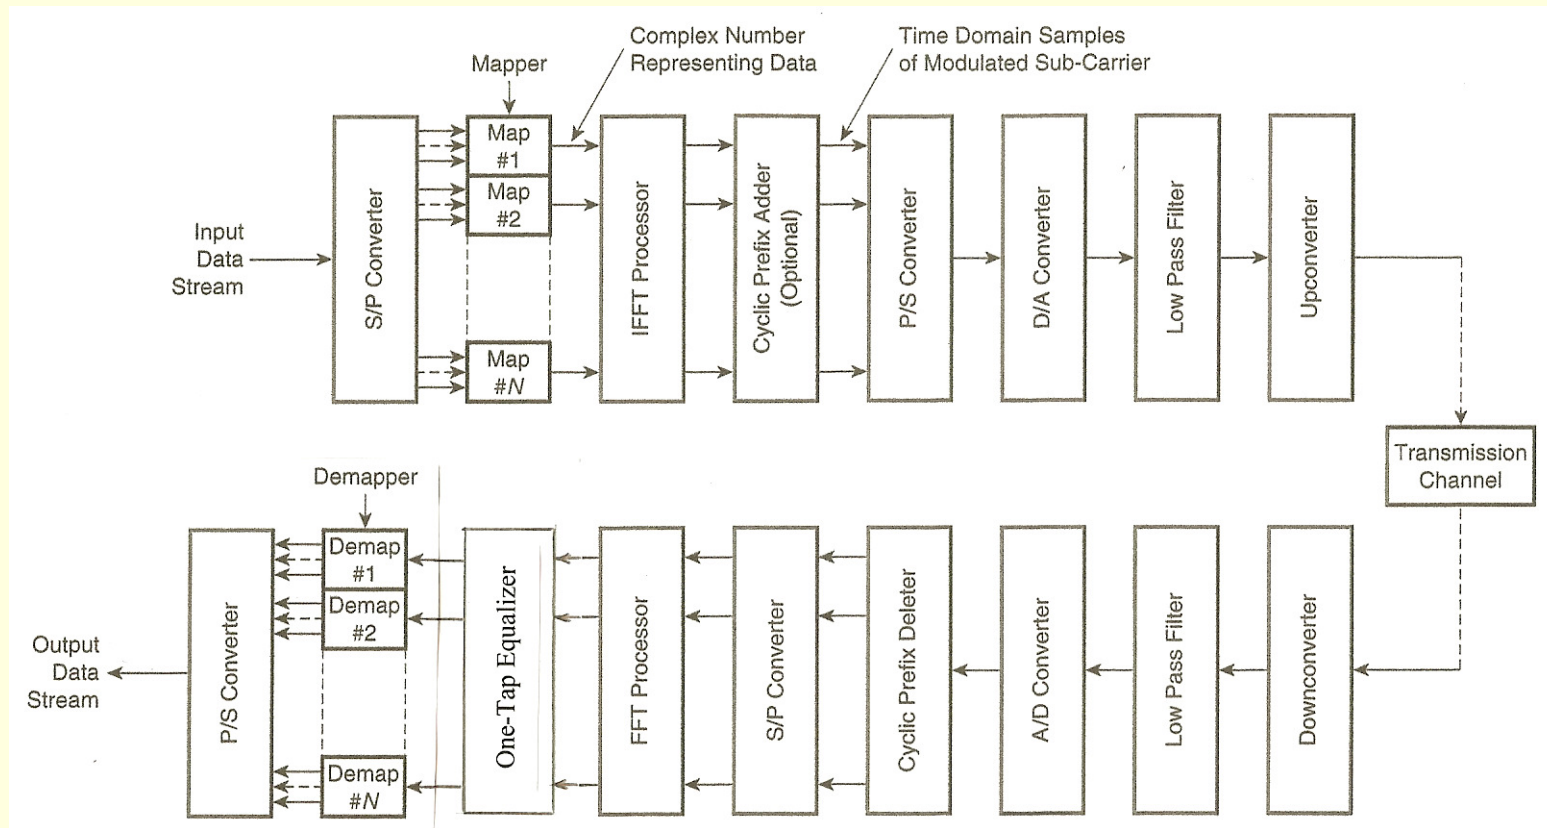 Complex Number
Representing Data
Time Domain Samples
of Modulated Sub-Carrier
Mapper
Input
Data
Stream
S/P Converter
Map
#1
Map
#2
Map
#N
IFFT Processor
Cyclic Prefix Adder
(Optional)
P/S Converter
D/A Converter
Low Pass Filter
Upconverter
Transmission
Channel
Demapper
Output
Data
Stream
P/S Converter
Demap
#1
Demap
#2
Demap
#N
One-Tap Equalizer
FFT Processor
S/P Converter
Cyclic Prefix Deleter
A/D Converter
Low Pass Filter
Downconverter